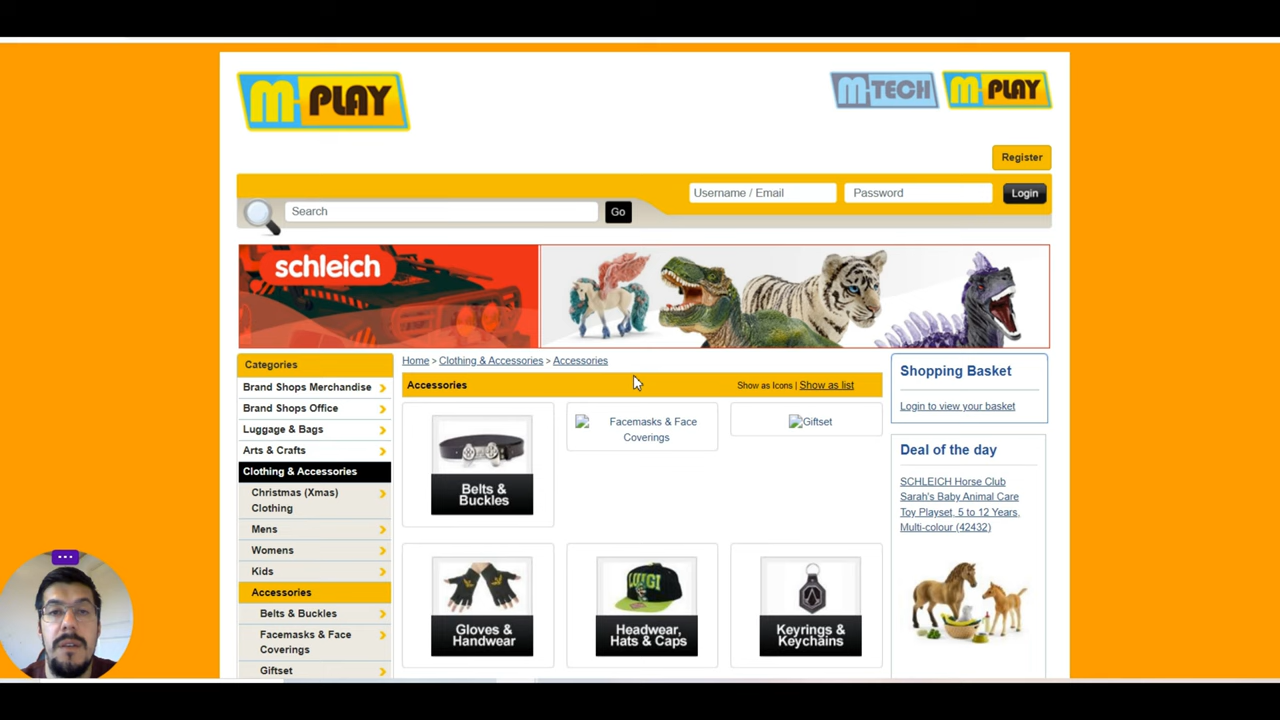 M-PLAY
M-TECH
M-PLAY
Register
Username / Email
Password
Login
Search
Go
schleich
Categories
Brand Shops Merchandise
Brand Shops Office
Luggage & Bags
Arts & Crafts
Clothing & Accessories
Christmas (Xmas)
Clothing
Mens
Womens
Kids
Accessories
Belts & Buckles
Facemasks & Face
Coverings
Giftset
Home > Clothing & Accessories > Accessories
Accessories
Show as Icons | Show as list
Belts &
Buckles
Facemasks & Face
Coverings
Giftset
Gloves &
Handwear
LUIGI
Headwear,
Hats & Caps
Keyrings &
Keychains
Shopping Basket
Login to view your basket
Deal of the day
SCHLEICH Horse Club
Sarah's Baby Animal Care
Toy Playset, 5 to 12 Years,
Multi-colour (42432)